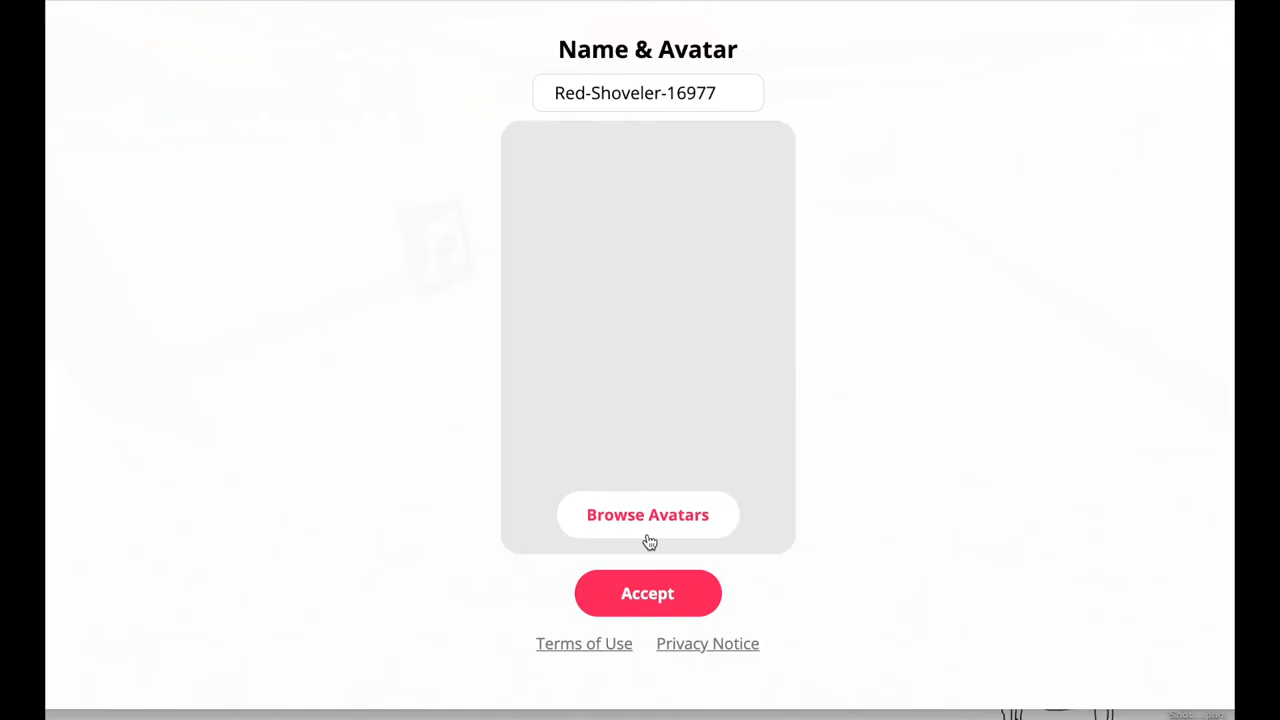 Name & Avatar
Red-Shoveler-16977
Browse Avatars
Accept
Terms of Use Privacy Notice